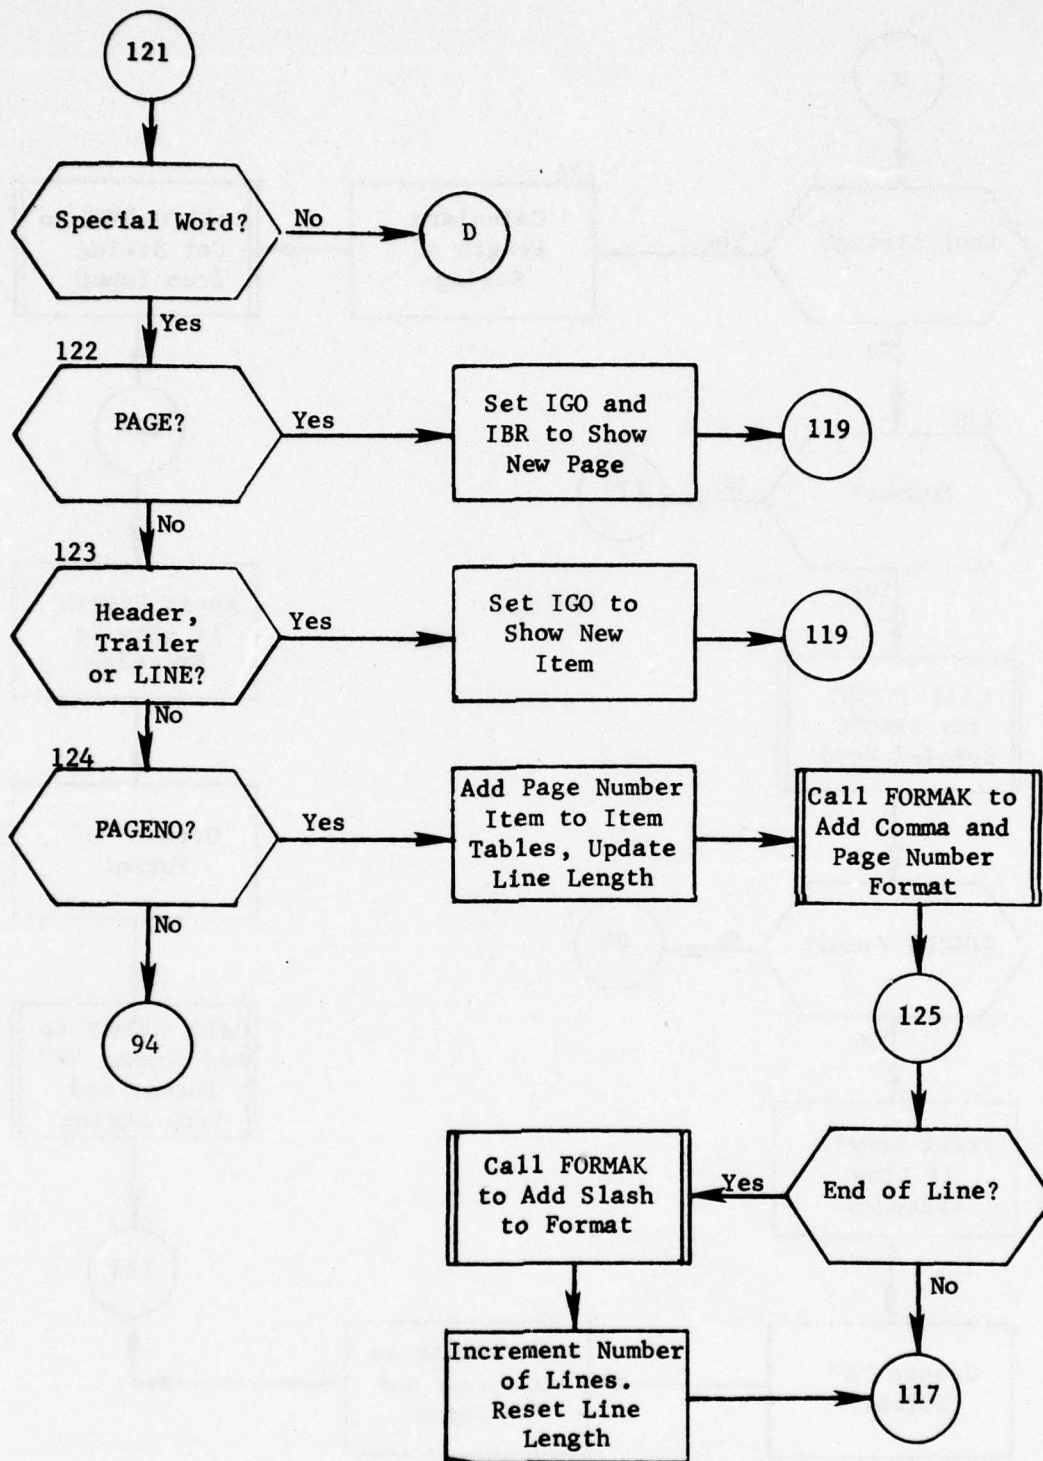 121
Special Word?
No
D
Yes
122
PAGE?
Yes
Set IGO and
IBR to Show
New Page
119
No
123
Header,
Trailer
or LINE?
Yes
Set IGO to
Show New
Item
119
No
124
PAGENO?
Yes
Add Page Number
Item to Item
Tables, Update
Line Length
Call FORMAK to
Add Comma and
Page Number
Format
No
94
125
End of Line?
Yes
Call FORMAK
to Add Slash
to Format
No
Increment Number
of Lines.
Reset Line
Length
117